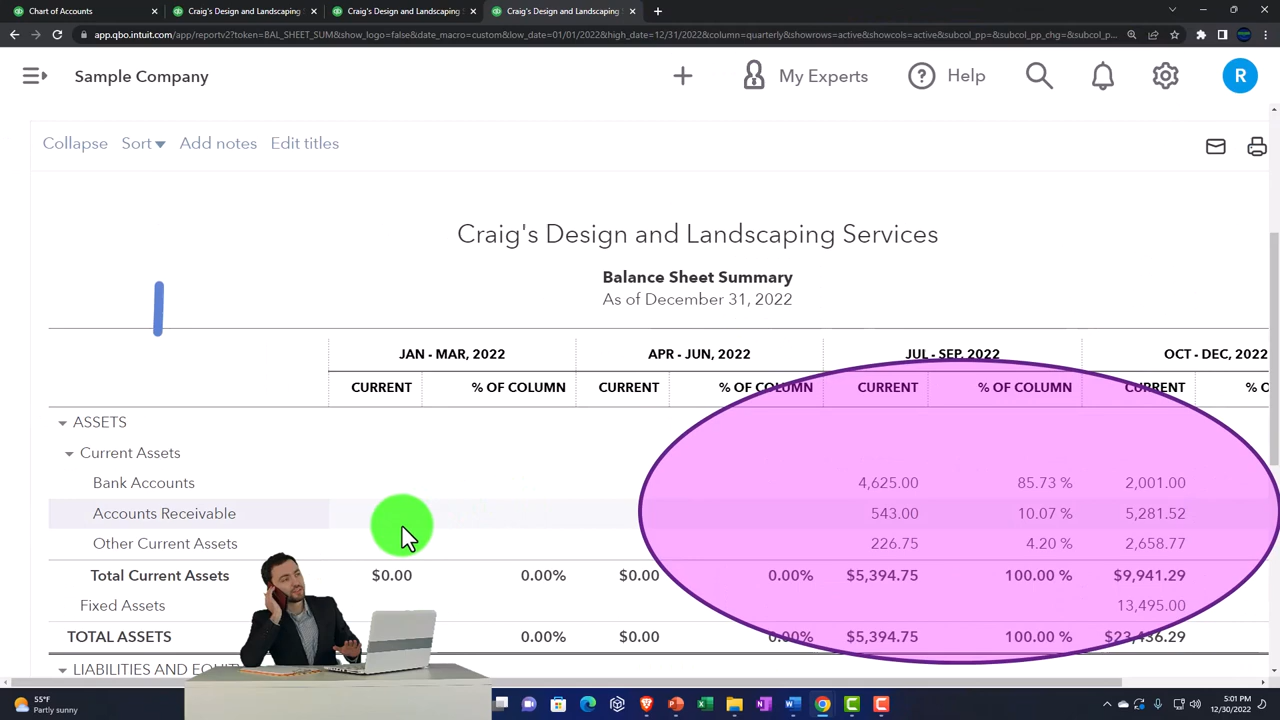 Chart of Accounts
Craig's Design and Landscaping
Craig's Design and Landscaping
Craig's Design and Landscaping
app.qbo.intuit.com/app/reportv2?token=BAL_SHEET_SUM&show_logo=false&date_macro=custom&low_date=01/01/2022&high_date=12/31/2022&column=quarterly&showrows=active&showcols=active&subcol_pp=&subcol_pp_chg=&subcol_p...
Sample Company
My Experts
Help
R
Collapse Sort Add notes Edit titles
Craig's Design and Landscaping Services
Balance Sheet Summary
As of December 31, 2022
JAN - MAR, 2022 APR - JUN, 2022 JUL - SEP, 2022 OCT - DEC, 2022
CURRENT % OF COLUMN CURRENT % OF COLUMN CURRENT % OF COLUMN CURRENT % O
ASSETS
Current Assets
Bank Accounts 4,625.00 85.73 % 2,001.00
Accounts Receivable 543.00 10.07 % 5,281.52
Other Current Assets 226.75 4.20 % 2,658.77
Total Current Assets $0.00 0.00% $0.00 0.00% $5,394.75 100.00 % $9,941.29
Fixed Assets 13,495.00
TOTAL ASSETS 0.00% $0.00 0.00% $5,394.75 100.00 % $23,436.29
LIABILITIES AND EQUIT
55°F
Partly sunny
5:01 PM
12/30/2022